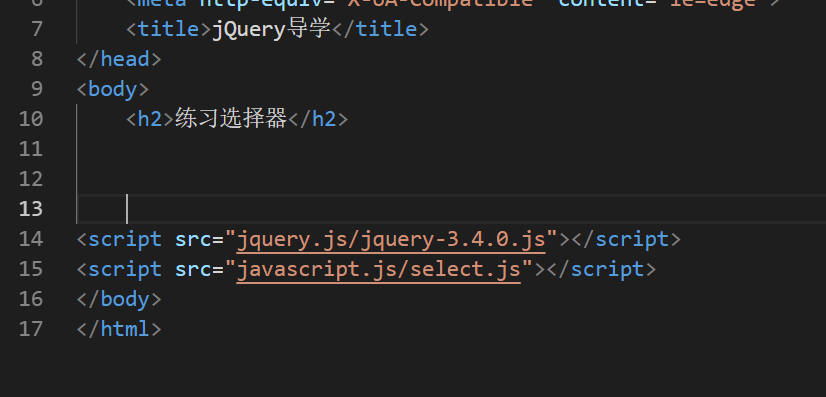 6 <meta http-equiv="X-UA-Compatible" content="ie=edge">
7 <title>jQuery导学</title>
8 </head>
9 <body>
10 <h2>练习选择器</h2>
11
12
13
14 <script src="jquery.js/jquery-3.4.0.js"></script>
15 <script src="javascript.js/select.js"></script>
16 </body>
17 </html>